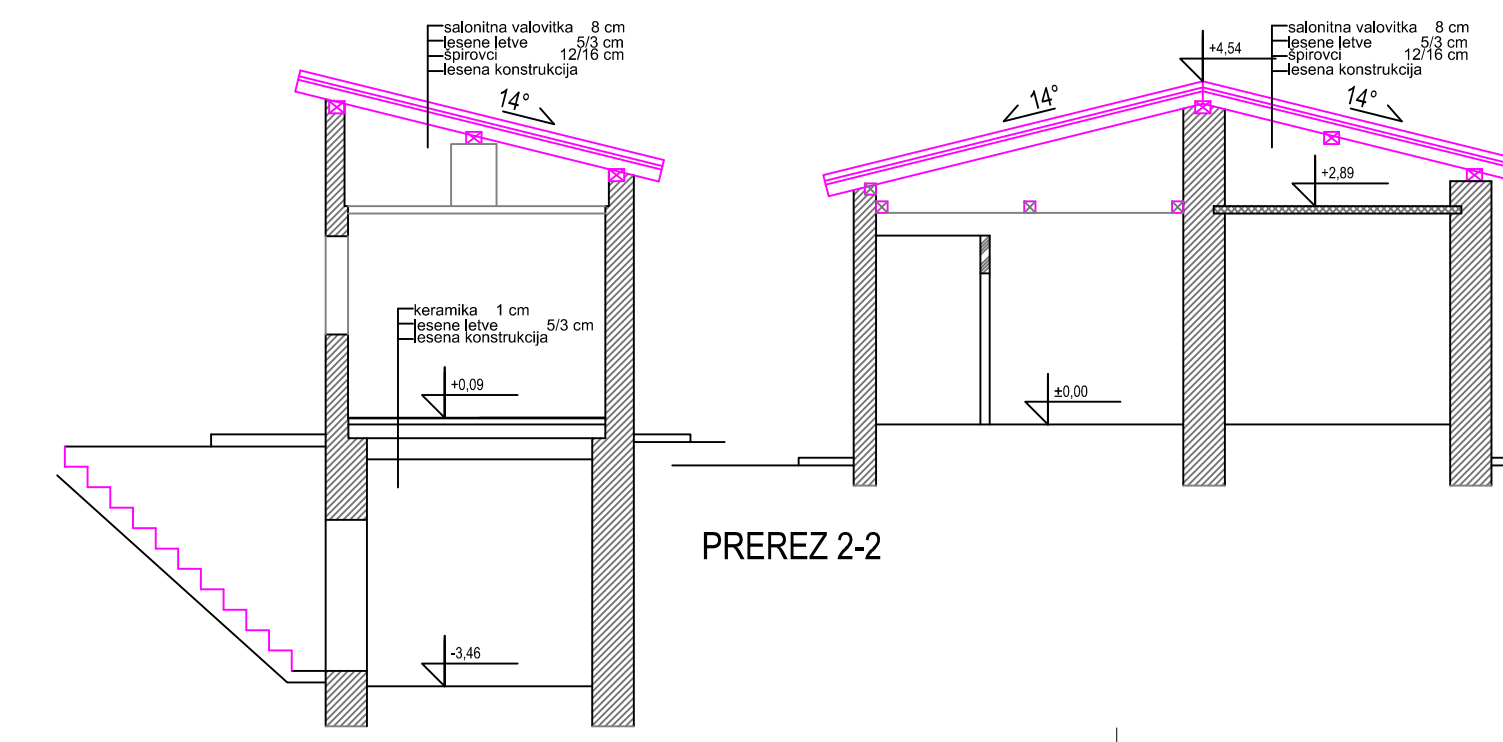 salonitna valovitka 8 cm
lesene letve 5/3 cm
špirovci 12/16 cm
lesena konstrukcija
14°
keramika 1 cm
lesene letve 5/3 cm
lesena konstrukcija
+0,09
-3,46
PREREZ 2-2
salonitna valovitka 8 cm
lesene letve 5/3 cm
špirovci 12/16 cm
lesena konstrukcija
+4,54
14°
14°
+2,89
±0,00